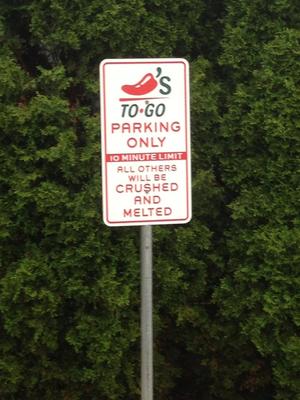 'S
TO GO
PARKING
ONLY
10 MINUTE LIMIT
ALL OTHERS
WILL BE
CRUSHED
AND
MELTED